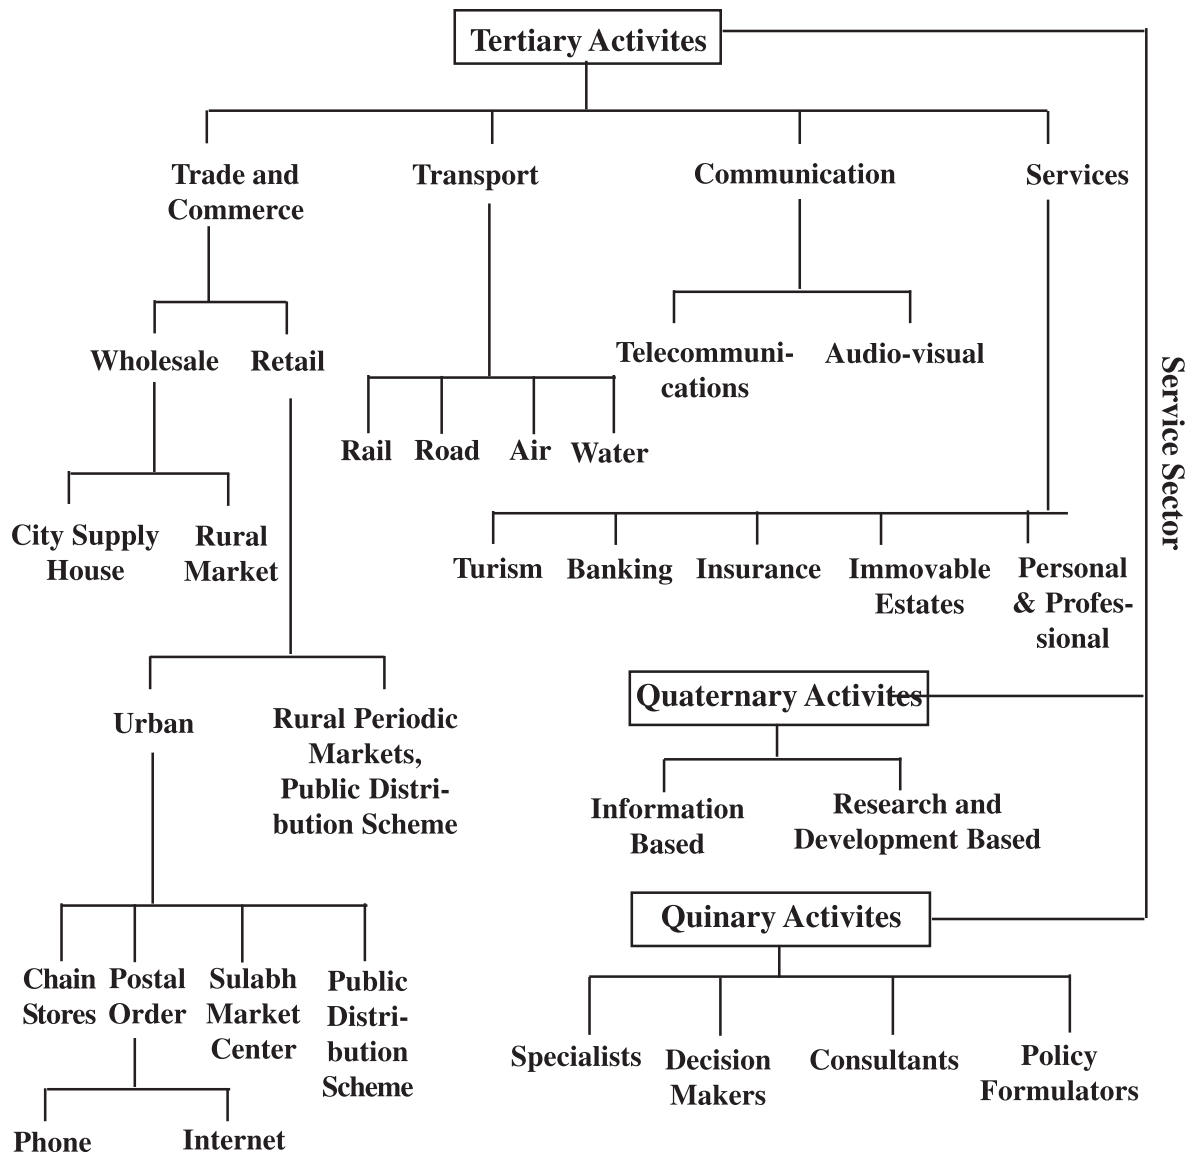 Tertiary Activites
Trade and
Commerce
Transport
Communication
Services
Wholesale
Retail
Telecommuni-
cations
Audio-visual
Rail
Road
Air
Water
Service Sector
City Supply
House
Rural
Market
Turism
Banking
Insurance
Immovable
Estates
Personal
& Profes-
sional
Urban
Rural Periodic
Markets,
Public Distri-
bution Scheme
Quaternary Activites
Information
Based
Research and
Development Based
Quinary Activites
Chain
Stores
Postal
Order
Sulabh
Market
Center
Public
Distri-
bution
Scheme
Specialists
Decision
Makers
Consultants
Policy
Formulators
Phone
Internet